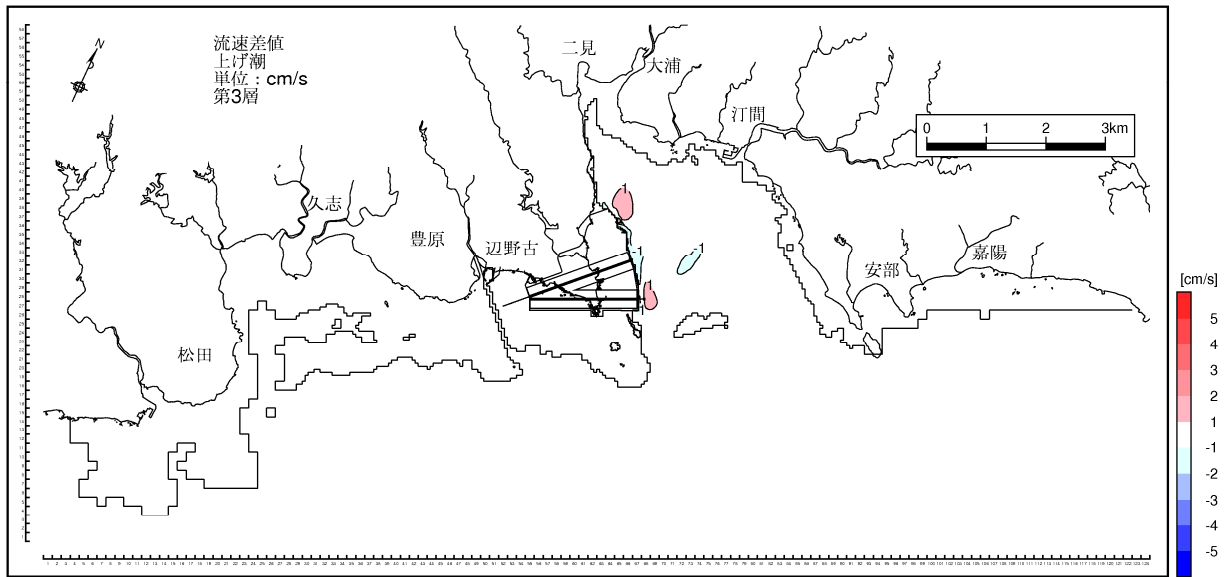 N
流速差値
上げ潮
単位：cm/s
第3層
二見
大浦
汀間
0 1 2 3km
久志
豊原
辺野古
松田
安部
嘉陽
1
-1
-1
1
[cm/s]
5
4
3
2
1
-1
-2
-3
-4
-5